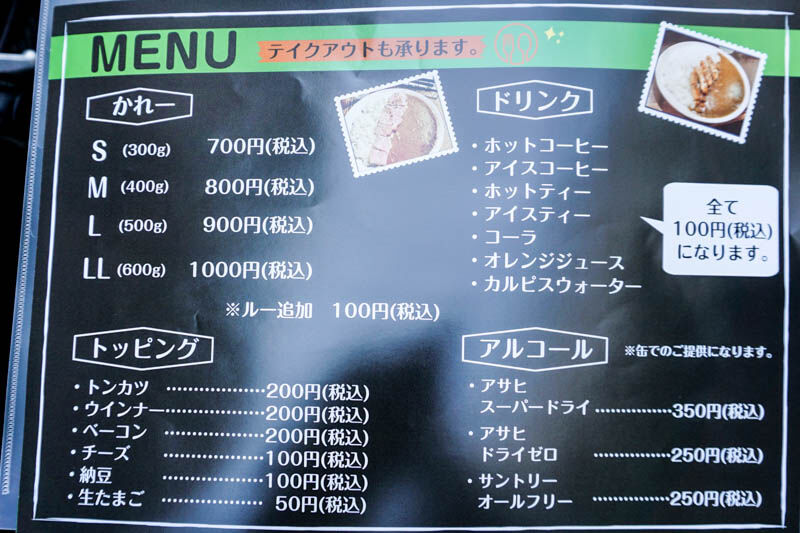 MENU テイクアウトも承ります。
かれー
S (300g) 700円(税込)
M (400g) 800円(税込)
L (500g) 900円(税込)
LL (600g) 1000円(税込)
※ルー追加 100円(税込)
ドリンク
・ホットコーヒー
・アイスコーヒー
・ホットティー
・アイスティー
・コーラ
・オレンジジュース
・カルピスウォーター
全て
100円(税込)
になります。
トッピング
・トンカツ ………………200円(税込)
・ウインナー………………200円(税込)
・ベーコン ………………200円(税込)
・チーズ ………………100円(税込)
・納豆 ………………100円(税込)
・生たまご ………………50円(税込)
アルコール ※缶でのご提供になります。
・アサヒ
スーパードライ……………350円(税込)
・アサヒ
ドライゼロ ……………250円(税込)
・サントリー
オールフリー ……………250円(税込)